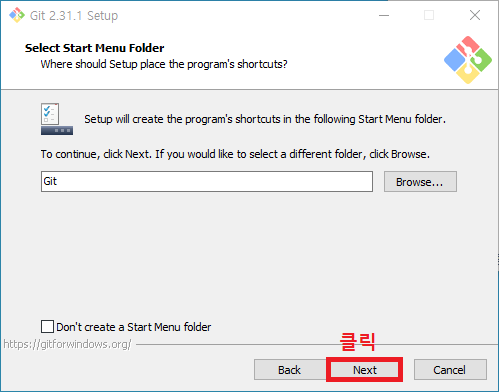 Git 2.31.1 Setup
Select Start Menu Folder
Where should Setup place the program's shortcuts?
Setup will create the program's shortcuts in the following Start Menu folder.
To continue, click Next. If you would like to select a different folder, click Browse.
Git
Browse...
Don't create a Start Menu folder
https://gitforwindows.org/
클릭
Back
Next
Cancel